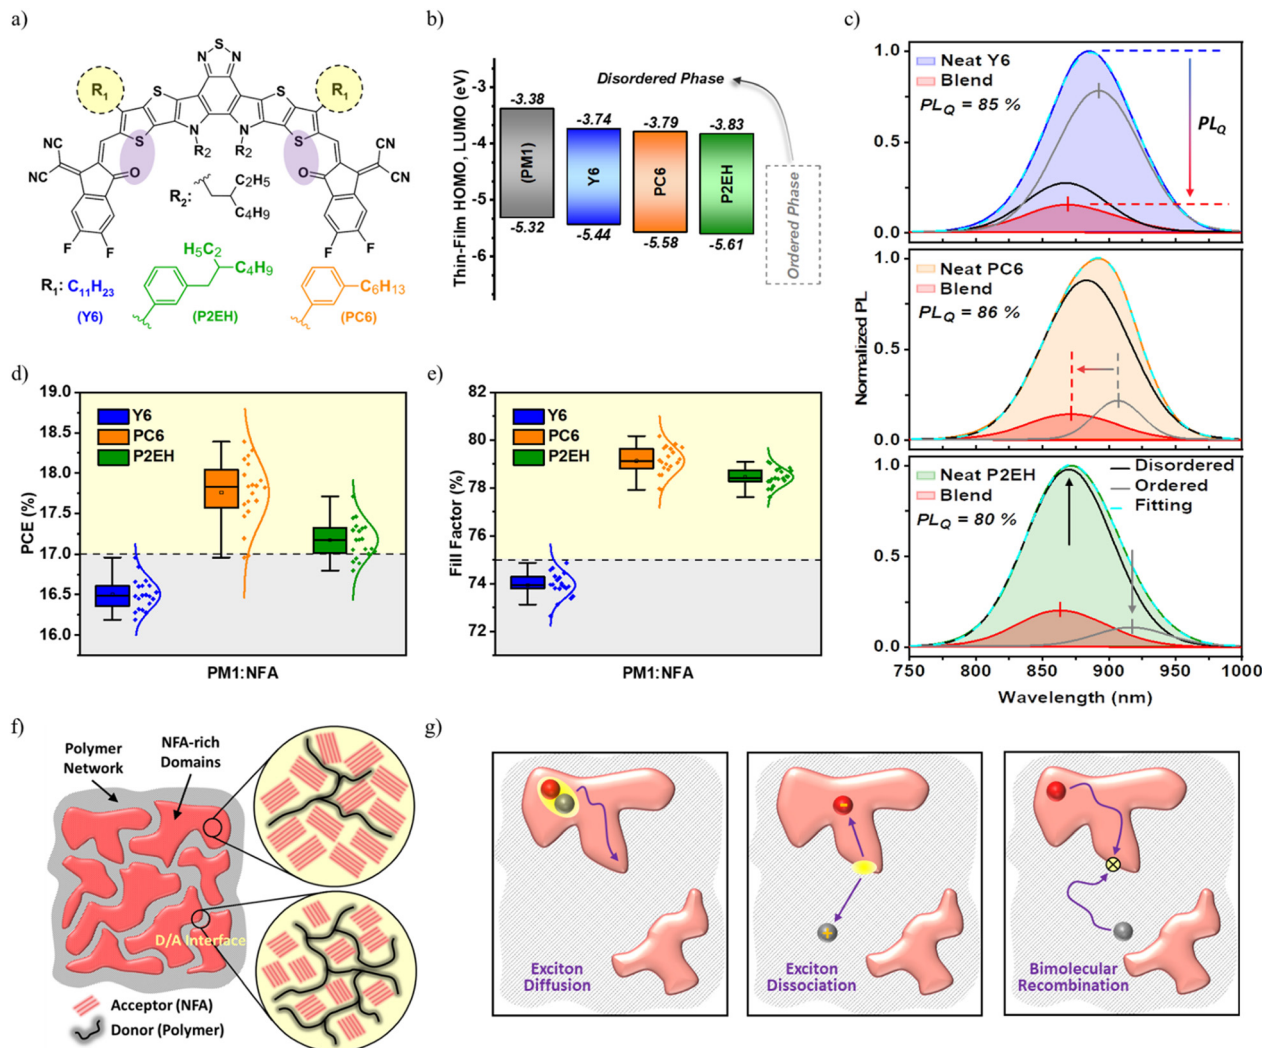 a)
S
N
N
R1
R1
S
S
S
S
N
N
R2
R2
CN
NC
O
O
CN
CN
R2:
C2H5
C4H9
F
F
F
F
H5C2
C4H9
C6H13
R1: C11H23
(Y6)
(P2EH)
(PC6)
b)
Thin-Film HOMO, LUMO (eV)
-3
-4
-5
-6
Disordered Phase
-3.38
-3.74
-3.79
-3.83
(PM1)
Y6
PC6
P2EH
Ordered Phase
-5.32
-5.44
-5.58
-5.61
c)
Normalized PL
1.0
0.5
0.0
Neat Y6
Blend
PLQ = 85 %
PLQ
1.0
0.5
0.0
Neat PC6
Blend
PLQ = 86 %
1.0
0.5
0.0
Neat P2EH
Blend
PLQ = 80 %
Disordered
Ordered
Fitting
750 800 850 900 950 1000
Wavelength (nm)
d)
PCE (%)
19.0
18.5
18.0
17.5
17.0
16.5
16.0
Y6
PC6
P2EH
PM1:NFA
e)
Fill Factor (%)
82
80
78
76
74
72
Y6
PC6
P2EH
PM1:NFA
f)
Polymer
Network
NFA-rich
Domains
D/A Interface
Acceptor (NFA)
Donor (Polymer)
g)
Exciton
Diffusion
-
+
Exciton
Dissociation
Bimolecular
Recombination